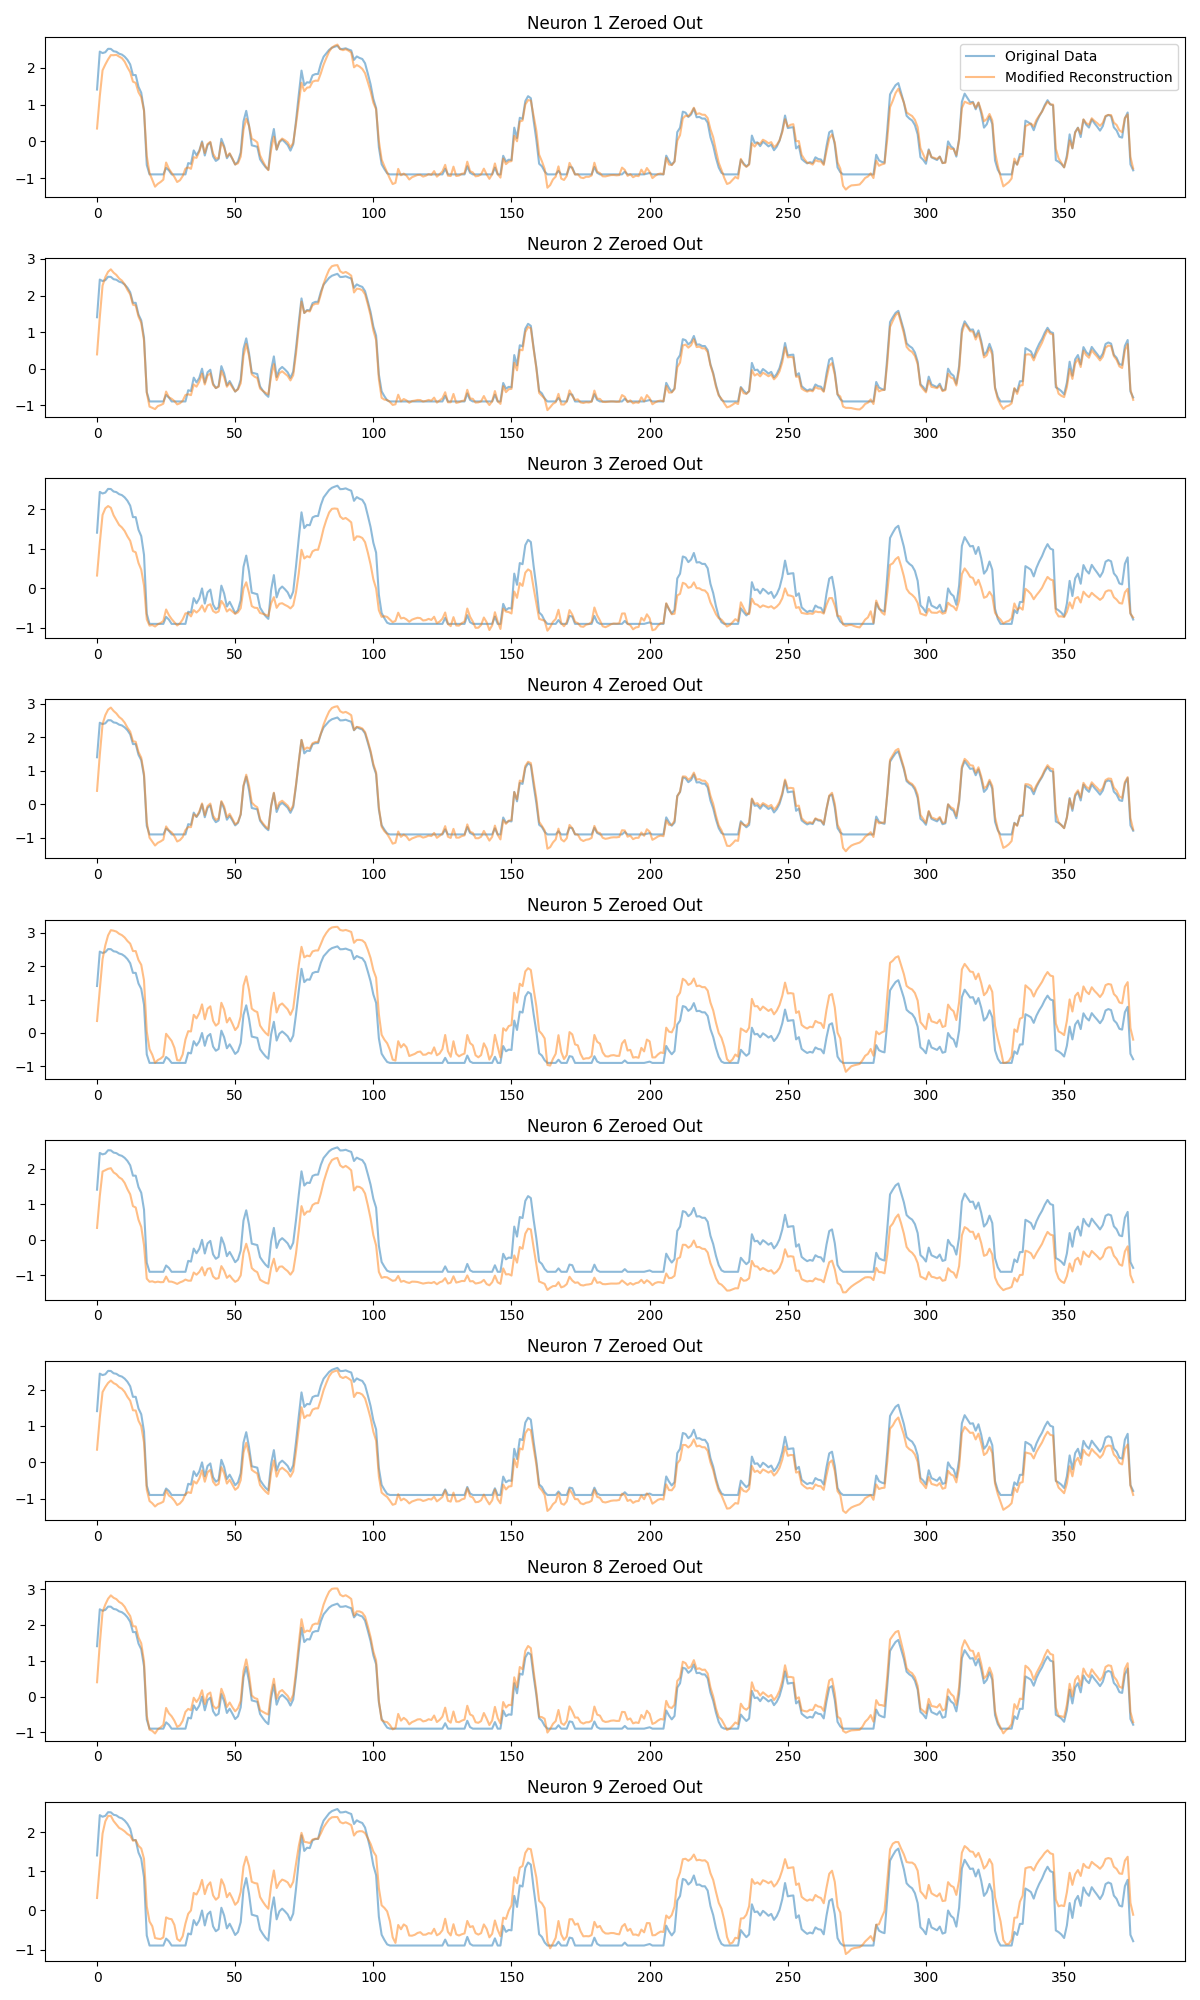 Neuron 1 Zeroed Out
Original Data
Modified Reconstruction
2
1
0
−1
0 50 100 150 200 250 300 350
Neuron 2 Zeroed Out
3
2
1
0
−1
0 50 100 150 200 250 300 350
Neuron 3 Zeroed Out
2
1
0
−1
0 50 100 150 200 250 300 350
Neuron 4 Zeroed Out
3
2
1
0
−1
0 50 100 150 200 250 300 350
Neuron 5 Zeroed Out
3
2
1
0
−1
0 50 100 150 200 250 300 350
Neuron 6 Zeroed Out
2
1
0
−1
0 50 100 150 200 250 300 350
Neuron 7 Zeroed Out
2
1
0
−1
0 50 100 150 200 250 300 350
Neuron 8 Zeroed Out
3
2
1
0
−1
0 50 100 150 200 250 300 350
Neuron 9 Zeroed Out
2
1
0
−1
0 50 100 150 200 250 300 350